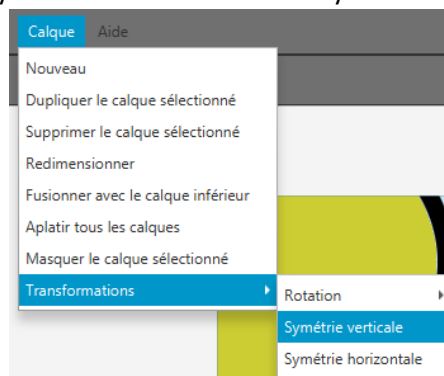 Calque Aide
Nouveau
Dupliquer le calque sélectionné
Supprimer le calque sélectionné
Redimensionner
Fusionner avec le calque inférieur
Aplatir tous les calques
Masquer le calque sélectionné
Transformations
Rotation
Symétrie verticale
Symétrie horizontale